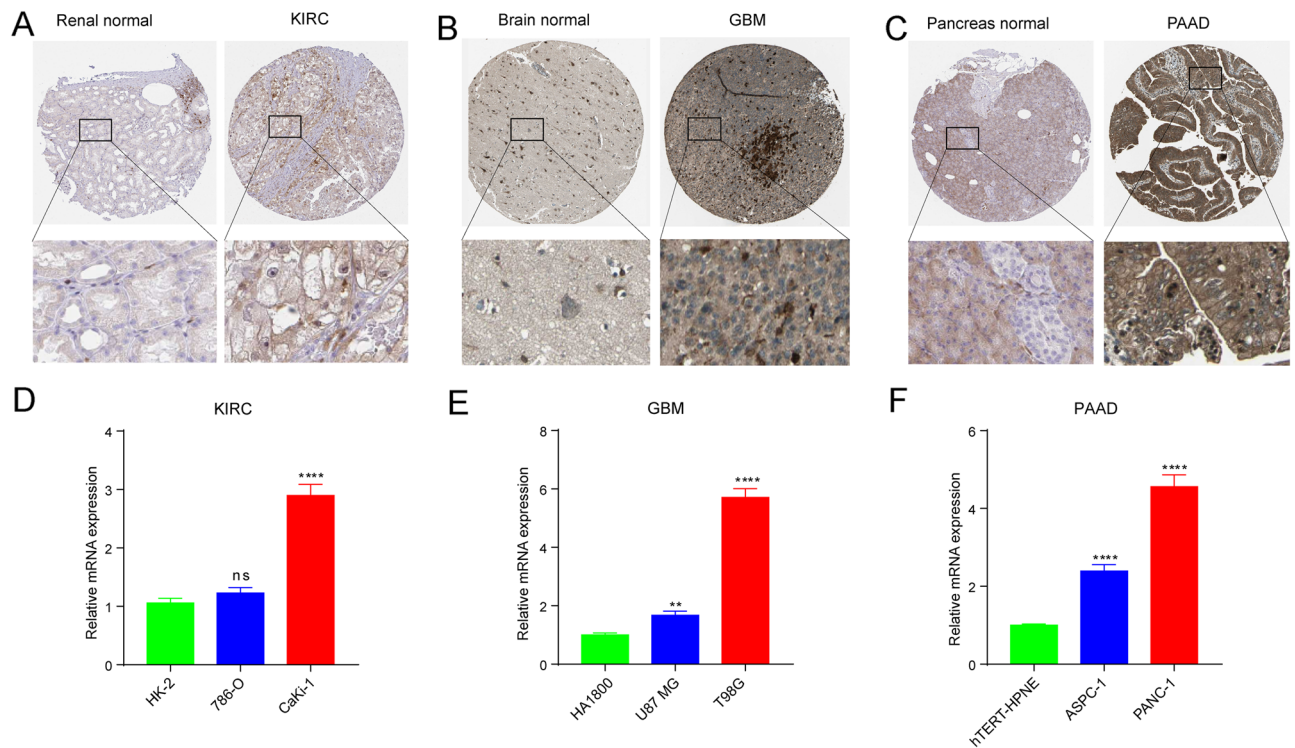 A
Renal normal
KIRC
B
Brain normal
GBM
C
Pancreas normal
PAAD
D
KIRC
Relative mRNA expression
4
3
2
1
0
ns
****
HK-2
786-O
CaKi-1
E
GBM
Relative mRNA expression
8
6
4
2
0
**
****
HA1800
U87 MG
T98G
F
PAAD
Relative mRNA expression
6
4
2
0
****
****
hTERT-HPNE
ASPC-1
PANC-1